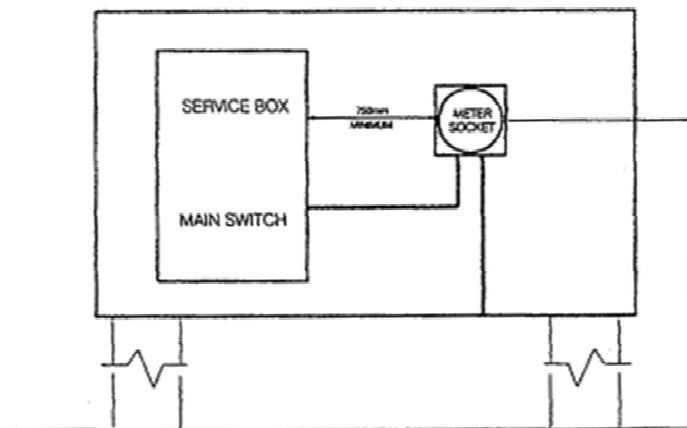 SERVICE BOX
750mm
MINIMUM
METER
SOCKET
MAIN SWITCH